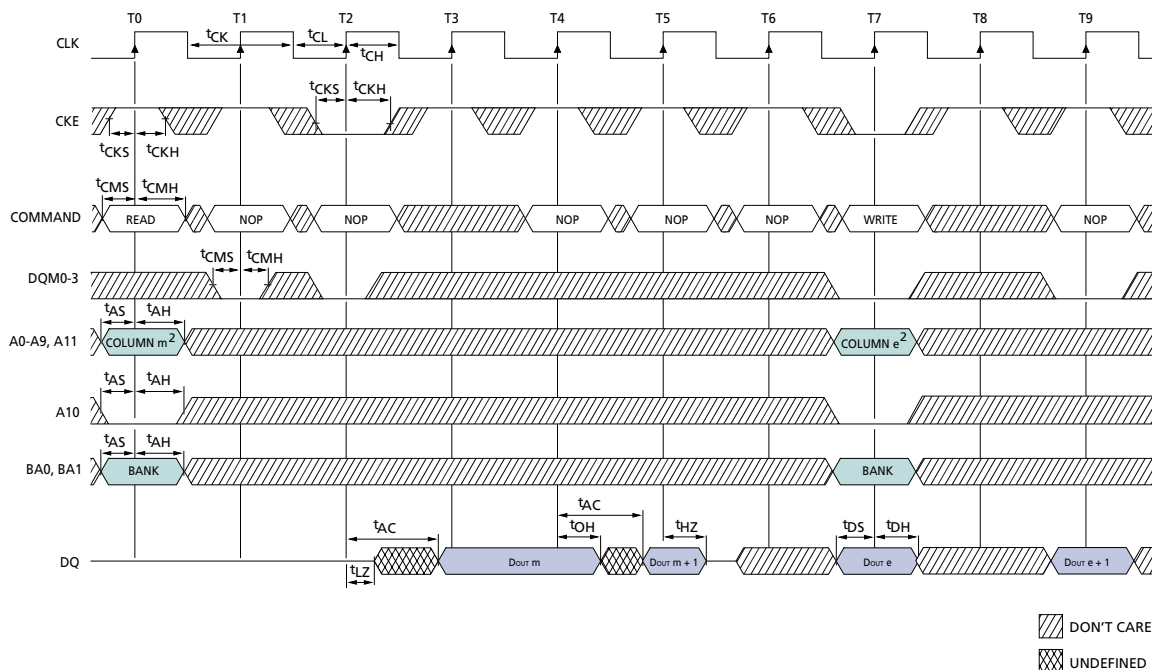 T0 T1 T2 T3 T4 T5 T6 T7 T8 T9
CLK
tCK tCL tCH
tCKS tCKH
CKE
tCKS tCKH
tCMS tCMH
COMMAND READ NOP NOP NOP NOP NOP WRITE NOP
tCMS tCMH
DQM0-3
tAS tAH
A0-A9, A11 COLUMN m2 COLUMN e2
tAS tAH
A10
tAS tAH
BA0, BA1 BANK BANK
tAC tAC tOH tHZ tDS tDH
DQ DOUT m DOUT m + 1 DOUT e DOUT e + 1
tLZ
DON'T CARE
UNDEFINED